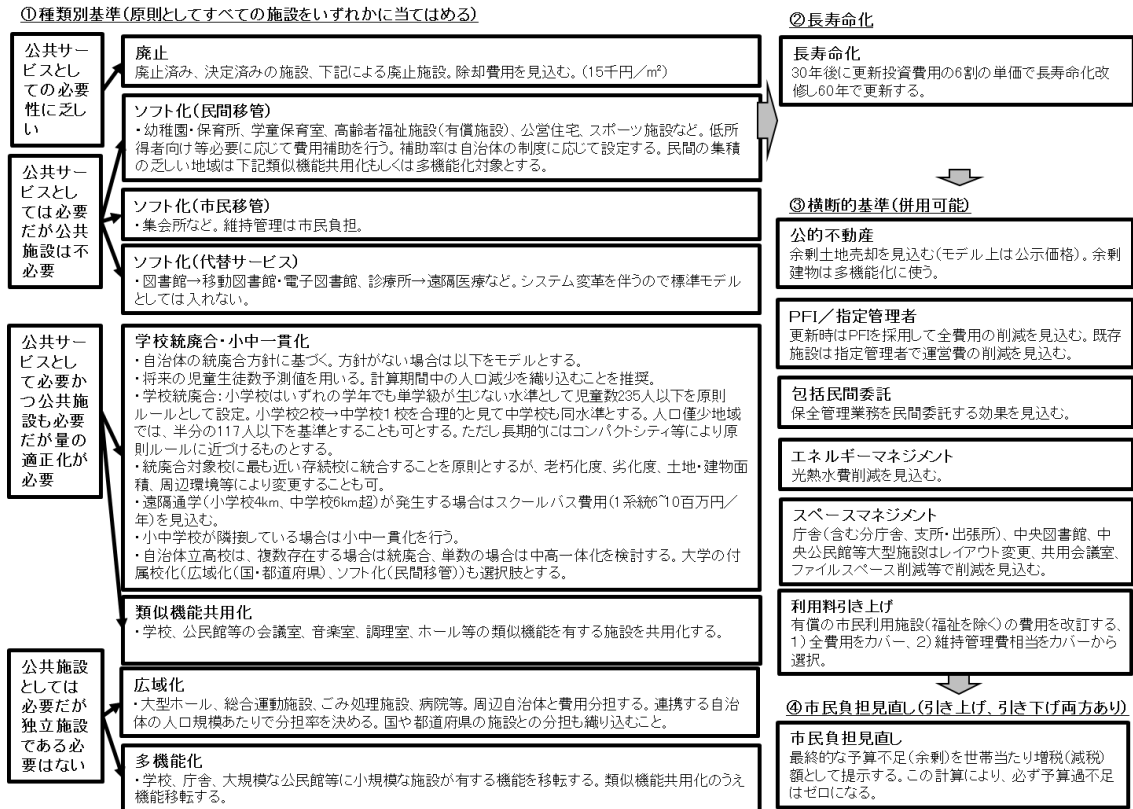 ①種類別基準(原則としてすべての施設をいずれかに当てはめる)
公共サー
ビスとし
ての必要
性に乏し
い
廃止
廃止済み、決定済みの施設、下記による廃止施設。除却費用を見込む。(15千円/㎡)
公共サー
ビスとし
ては必要
だが公共
施設は不
必要
ソフト化(民間移管)
・幼稚園・保育所、学童保育室、高齢者福祉施設(有償施設)、公営住宅、スポーツ施設など。低所
得者向け等必要に応じて費用補助を行う。補助率は自治体の制度に応じて設定する。民間の集積
の乏しい地域は下記類似機能共用化もしくは多機能化対象とする。
ソフト化(市民移管)
・集会所など。維持管理は市民負担。
ソフト化(代替サービス)
・図書館→移動図書館・電子図書館、診療所→遠隔医療など。システム変革を伴うので標準モデル
としては入れない。
公共サー
ビスとし
て必要か
つ公共施
設も必要
だが量の
適正化が
必要
学校統廃合・小中一貫化
・自治体の統廃合方針に基づく。方針がない場合は以下をモデルとする。
・将来の児童生徒数予測値を用いる。計算期間中の人口減少を織り込むことを推奨。
・学校統廃合:小学校はいずれの学年でも単学級が生じない水準として児童数235人以下を原則
ルールとして設定。小学校2校→中学校1校を合理的と見て中学校も同水準とする。人口僅少地域
では、半分の117人以下を基準とすることも可とする。ただし長期的にはコンパクトシティ等により原
則ルールに近づけるものとする。
・統廃合対象校に最も近い存続校に統合することを原則とするが、老朽化度、劣化度、土地・建物面
積、周辺環境等により変更することも可。
・遠隔通学(小学校4km、中学校6km超)が発生する場合はスクールバス費用(1系統6~10百万円/
年)を見込む。
・小中学校が隣接している場合は小中一貫化を行う。
・自治体立高校は、複数存在する場合は統廃合、単数の場合は中高一体化を検討する。大学の付
属校化(広域化(国・都道府県)、ソフト化(民間移管))も選択肢とする。
類似機能共用化
・学校、公民館等の会議室、音楽室、調理室、ホール等の類似機能を有する施設を共用化する。
公共施設
としては
必要だが
独立施設
である必
要はない
広域化
・大型ホール、総合運動施設、ごみ処理施設、病院等。周辺自治体と費用分担する。連携する自治
体の人口規模あたりで分担率を決める。国や都道府県の施設との分担も織り込むこと。
多機能化
・学校、庁舎、大規模な公民館等に小規模な施設が有する機能を移転する。類似機能共用化のうえ
機能移転する。
②長寿命化
長寿命化
30年後に更新投資費用の6割の単価で長寿命化改
修し60年で更新する。
③横断的基準(併用可能)
公的不動産
余剰土地売却を見込む(モデル上は公示価格)。余剰
建物は多機能化に使う。
PFI/指定管理者
更新時はPFIを採用して全費用の削減を見込む。既存
施設は指定管理者で運営費の削減を見込む。
包括民間委託
保全管理業務を民間委託する効果を見込む。
エネルギーマネジメント
光熱水費削減を見込む。
スペースマネジメント
庁舎(含む分庁舎、支所・出張所)、中央図書館、中
央公民館等大型施設はレイアウト変更、共用会議室、
ファイルスペース削減等で削減を見込む。
利用料引き上げ
有償の市民利用施設(福祉を除く)の費用を改訂する、
1)全費用をカバー、2)維持管理費相当をカバーから
選択。
④市民負担見直し(引き上げ、引き下げ両方あり)
市民負担見直し
最終的な予算不足(余剰)を世帯当たり増税(減税)
額として提示する。この計算により、必ず予算過不足
はゼロになる。